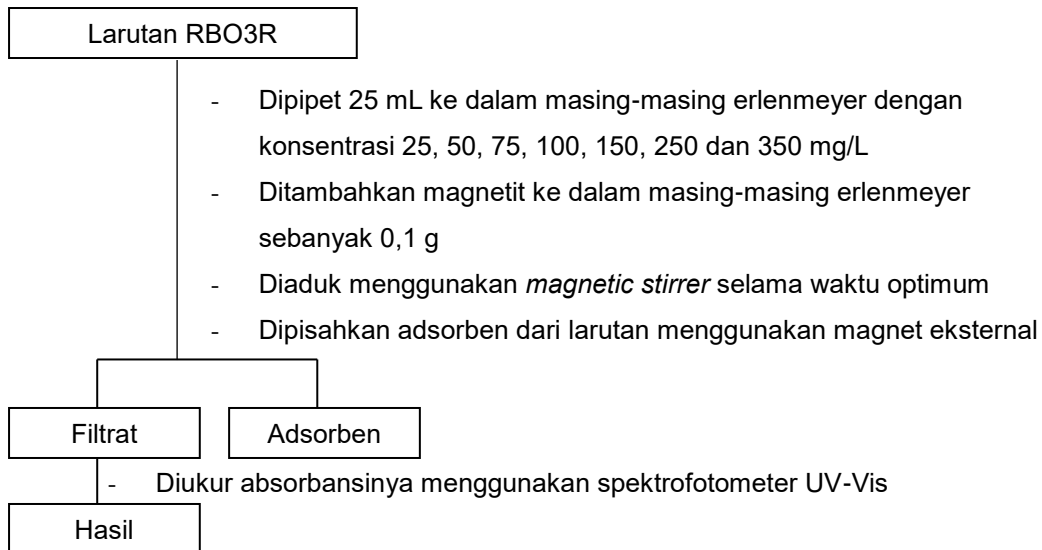 Larutan RBO3R
- Dipipet 25 mL ke dalam masing-masing erlenmeyer dengan
konsentrasi 25, 50, 75, 100, 150, 250 dan 350 mg/L
- Ditambahkan magnetit ke dalam masing-masing erlenmeyer
sebanyak 0,1 g
- Diaduk menggunakan magnetic stirrer selama waktu optimum
- Dipisahkan adsorben dari larutan menggunakan magnet eksternal
Filtrat
Adsorben
- Diukur absorbansinya menggunakan spektrofotometer UV-Vis
Hasil